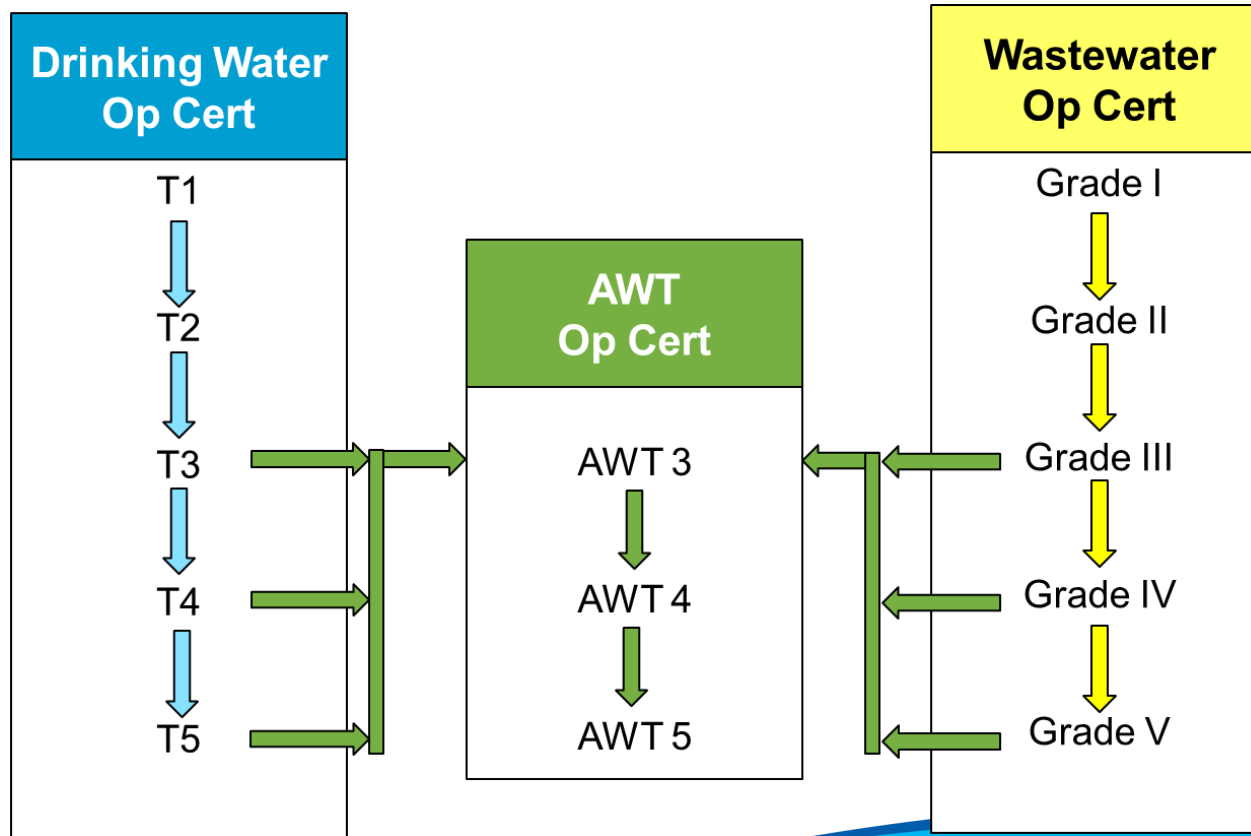 Drinking Water
Op Cert
T1
T2
T3
T4
T5
AWT
Op Cert
AWT 3
AWT 4
AWT 5
Wastewater
Op Cert
Grade I
Grade II
Grade III
Grade IV
Grade V